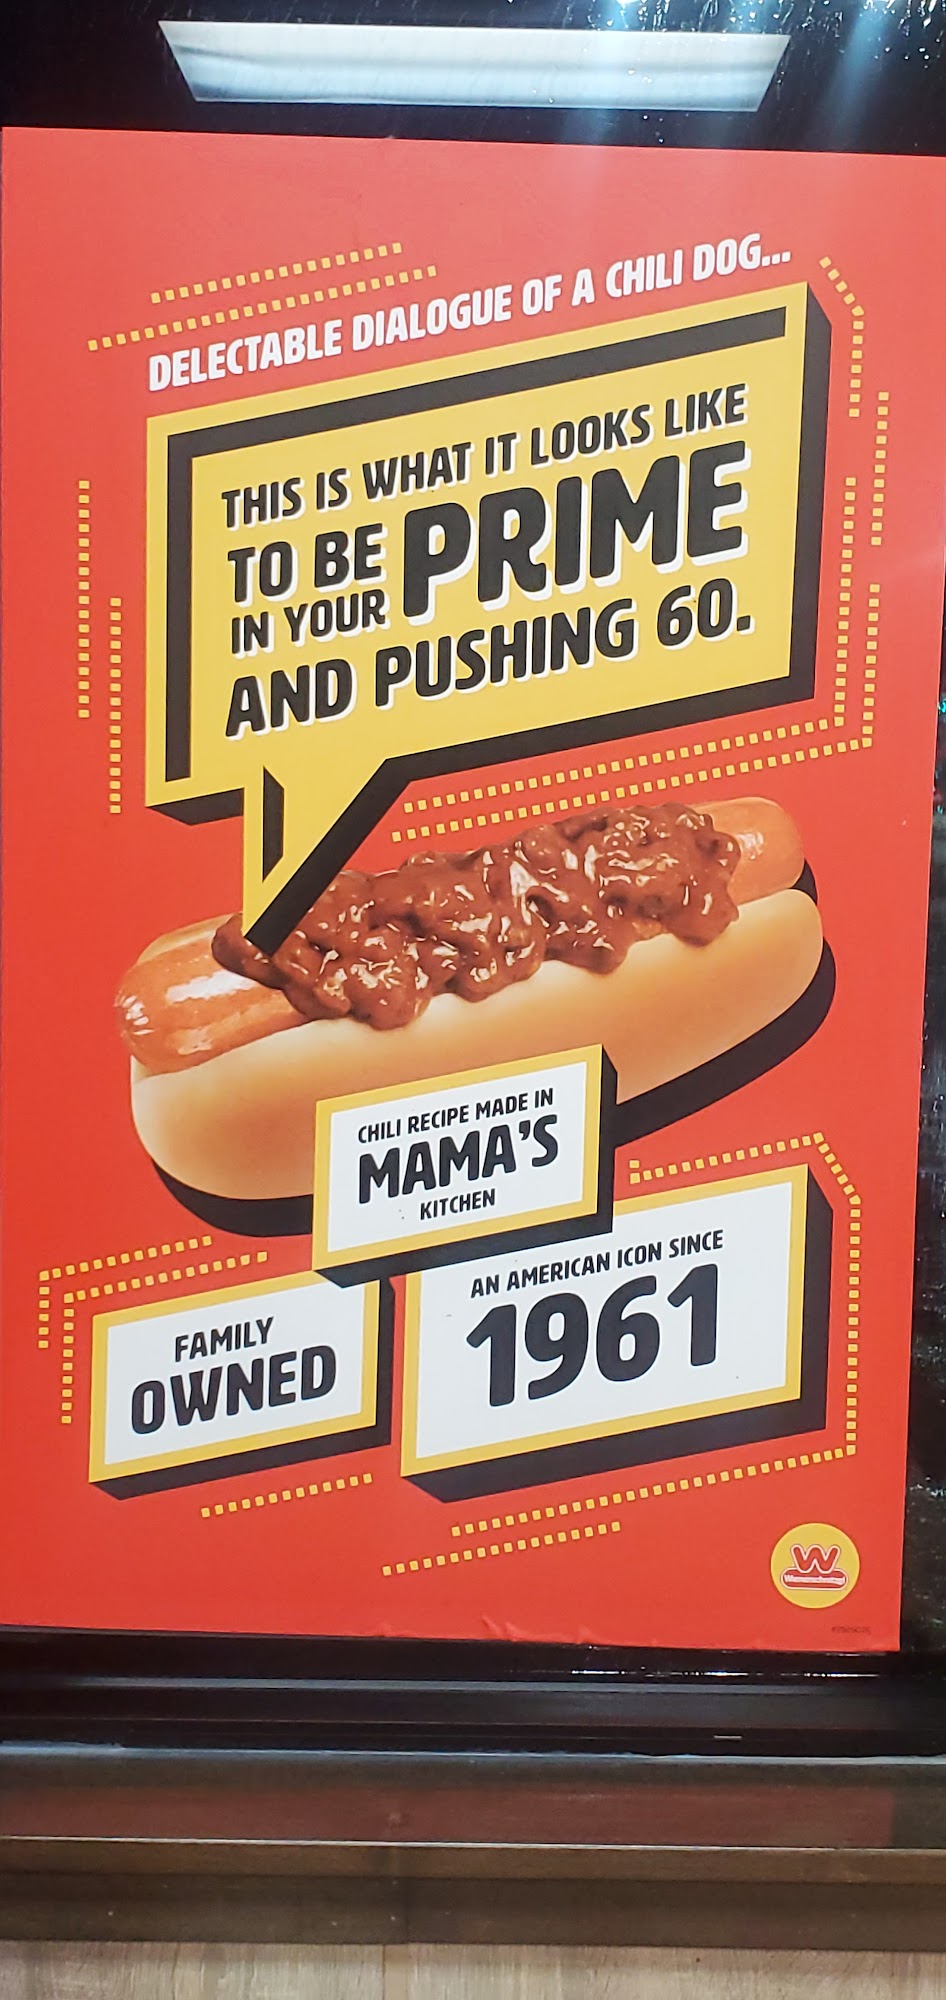 DELECTABLE DIALOGUE OF A CHILI DOG...
THIS IS WHAT IT LOOKS LIKE
TO BE PRIME
IN YOUR
AND PUSHING 60.
CHILI RECIPE MADE IN
MAMA'S
KITCHEN
AN AMERICAN ICON SINCE
1961
FAMILY
OWNED
W
Wienerschnitzel